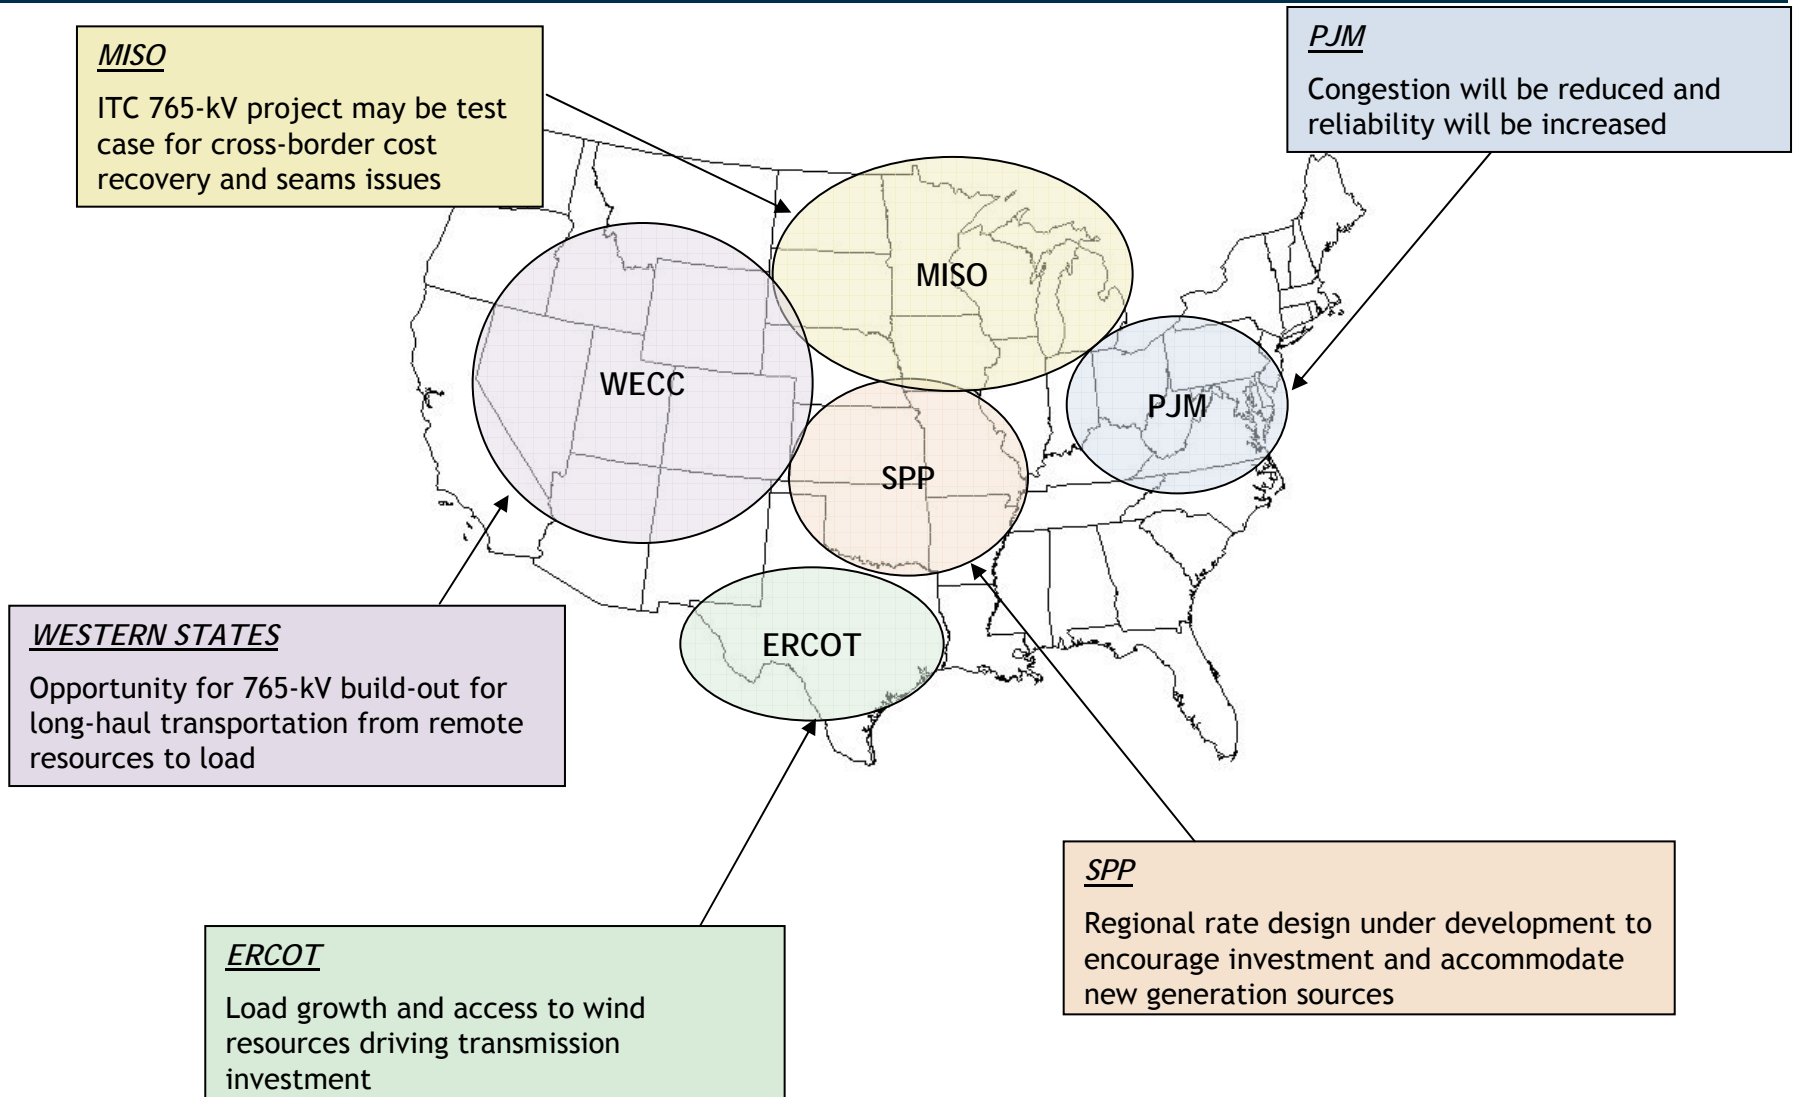 MISO
ITC 765-kV project may be test
case for cross-border cost
recovery and seams issues
PJM
Congestion will be reduced and
reliability will be increased
MISO
WECC
PJM
SPP
ERCOT
WESTERN STATES
Opportunity for 765-kV build-out for
long-haul transportation from remote
resources to load
SPP
Regional rate design under development to
encourage investment and accommodate
new generation sources
ERCOT
Load growth and access to wind
resources driving transmission
investment